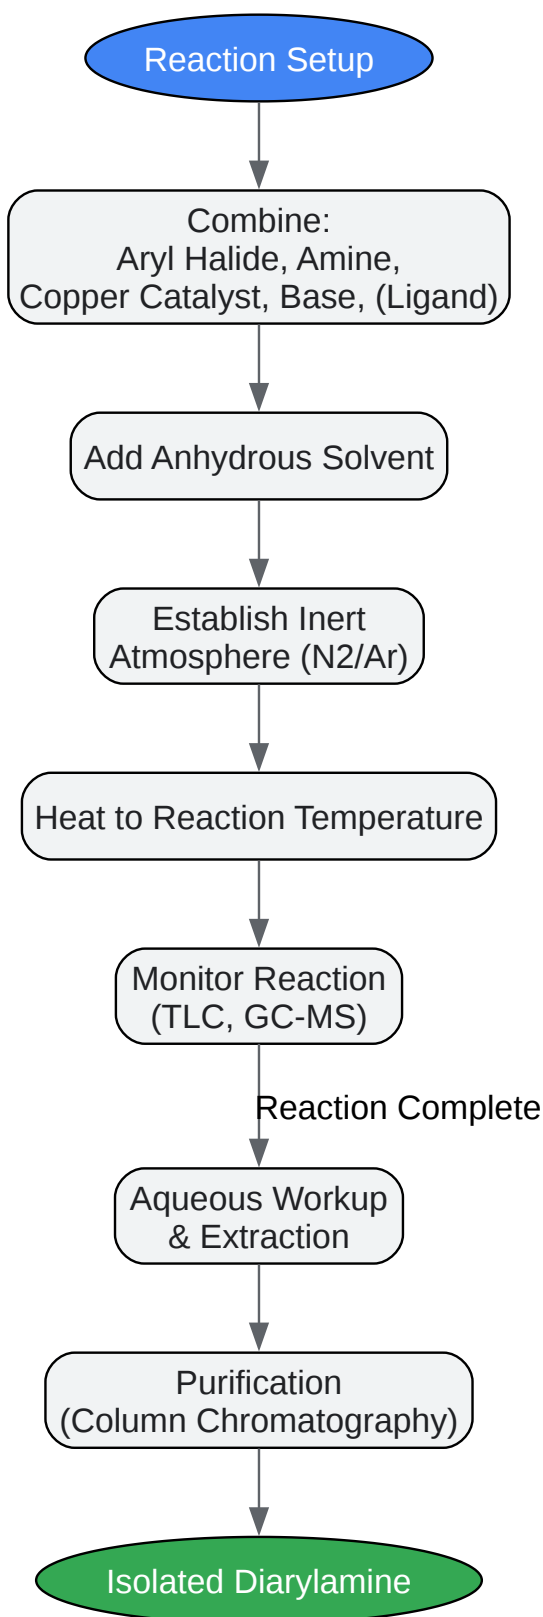 Reaction Setup
Combine:
Aryl Halide, Amine,
Copper Catalyst, Base, (Ligand)
Add Anhydrous Solvent
Establish Inert
Atmosphere (N2/Ar)
Heat to Reaction Temperature
Monitor Reaction
(TLC, GC-MS)
Reaction Complete
Aqueous Workup
& Extraction
Purification
(Column Chromatography)
Isolated Diarylamine